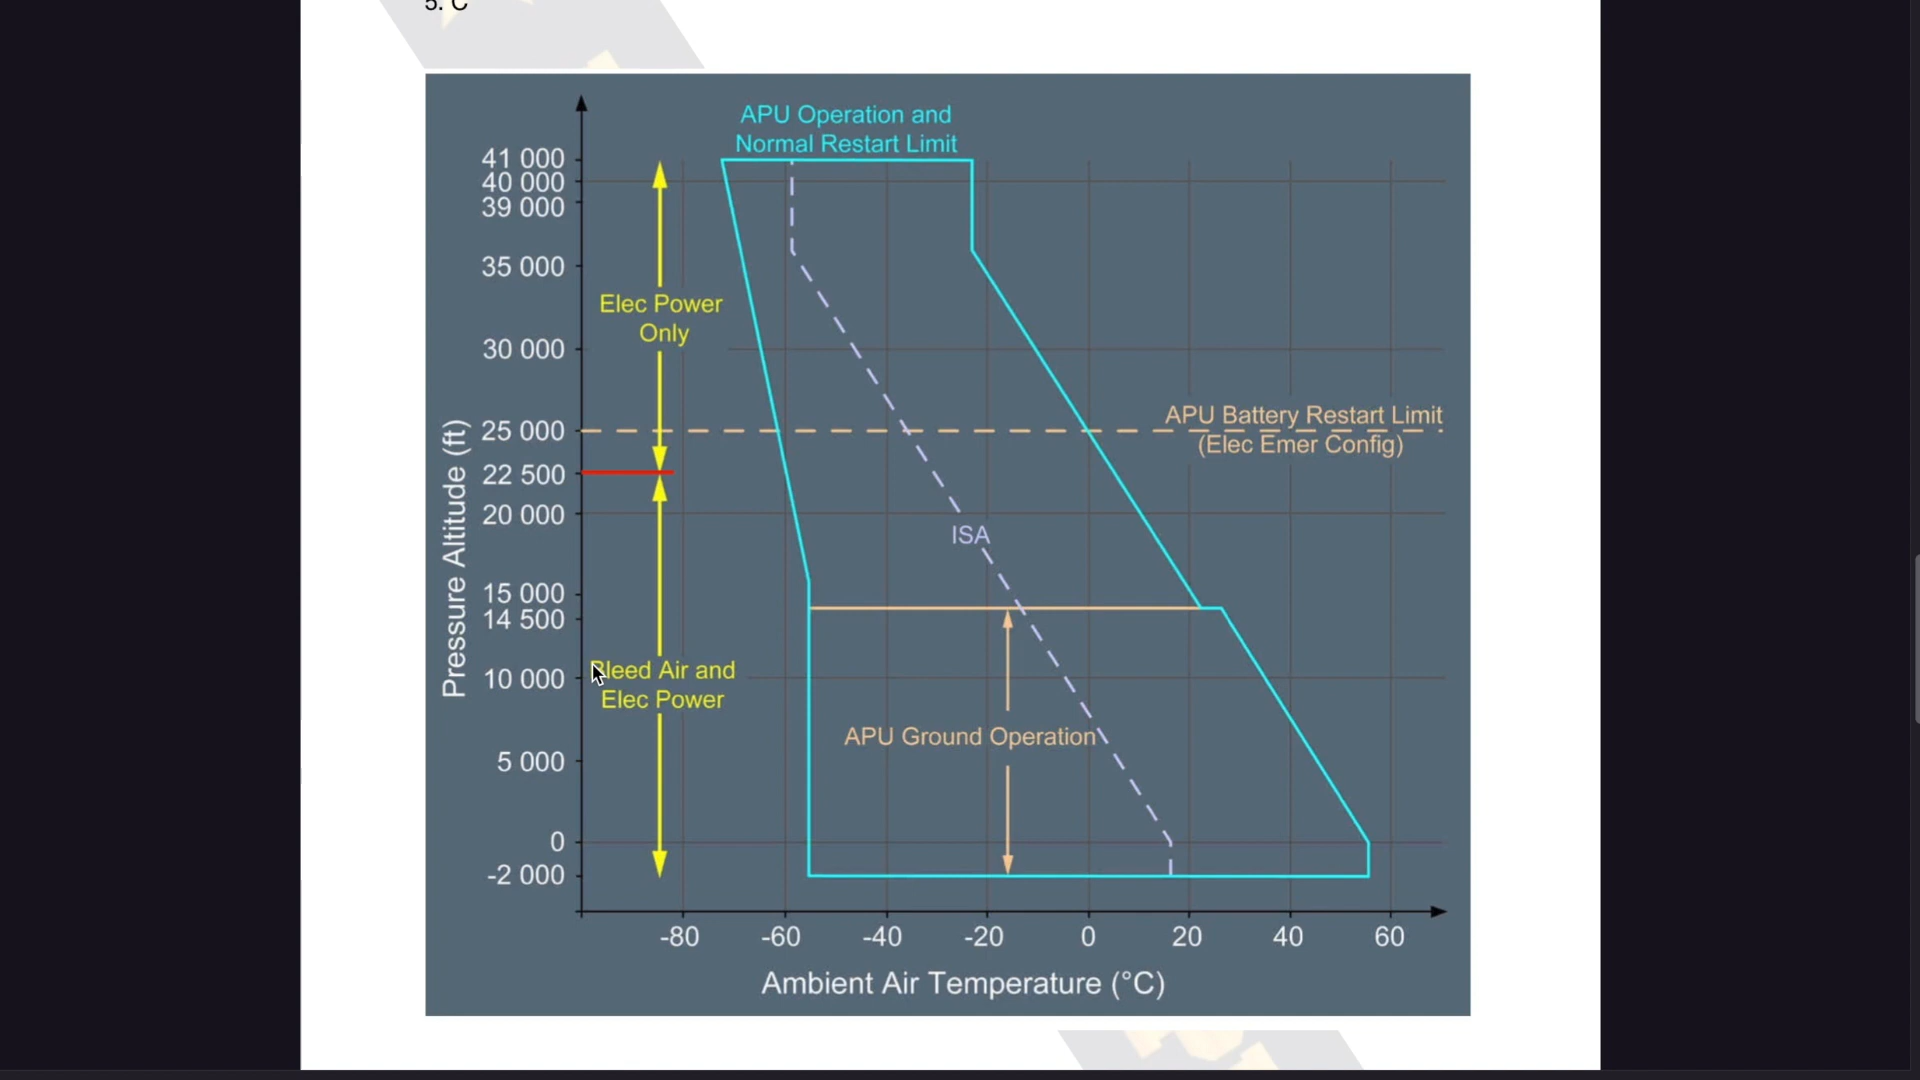 5. C
APU Operation and
Normal Restart Limit
41 000
40 000
39 000
35 000
Elec Power
Only
30 000
APU Battery Restart Limit
25 000
(Elec Emer Config)
22 500
20 000
ISA
15 000
14 500
Bleed Air and
10 000
Elec Power
APU Ground Operation
5 000
0
-2 000
Pressure Altitude (ft)
-80 -60 -40 -20 0 20 40 60
Ambient Air Temperature (°C)